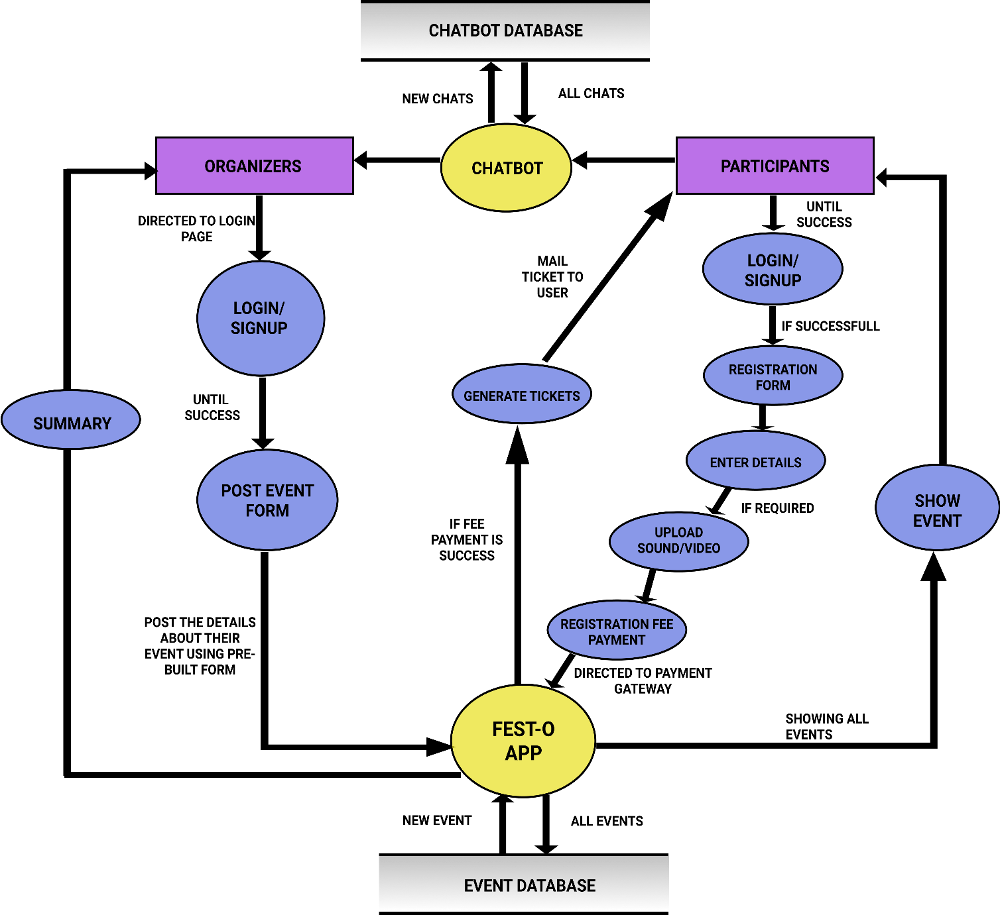 CHATBOT DATABASE
NEW CHATS
ALL CHATS
ORGANIZERS
CHATBOT
PARTICIPANTS
DIRECTED TO LOGIN
PAGE
UNTIL
SUCCESS
LOGIN/
SIGNUP
MAIL
TICKET TO
USER
LOGIN/
SIGNUP
IF SUCCESSFULL
UNTIL
SUCCESS
GENERATE TICKETS
REGISTRATION
FORM
SUMMARY
ENTER DETAILS
POST EVENT
FORM
IF REQUIRED
SHOW
EVENT
IF FEE
PAYMENT IS
SUCCESS
UPLOAD
SOUND/VIDEO
POST THE DETAILS
ABOUT THEIR
EVENT USING PRE-
BUILT FORM
REGISTRATION FEE
PAYMENT
DIRECTED TO PAYMENT
GATEWAY
FEST-O
APP
SHOWING ALL
EVENTS
NEW EVENT
ALL EVENTS
EVENT DATABASE